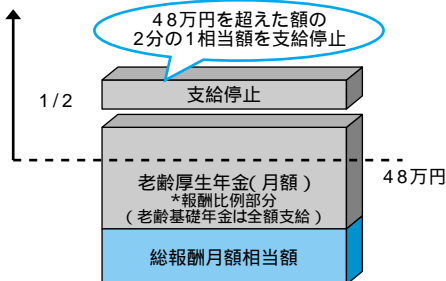 48万円を超えた額の
2分の1相当額を支給停止
1/2
支給停止
48万円
老齢厚生年金(月額)
*報酬比例部分
(老齢基礎年金は全額支給)
総報酬月額相当額